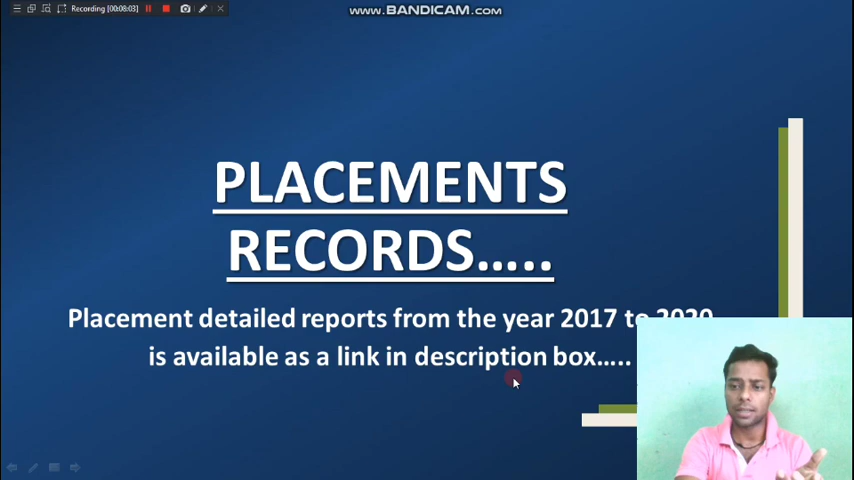 Recording [00:08:03]
www.BANDICAM.com
PLACEMENTS
RECORDS…..
Placement detailed reports from the year 2017 to 2020
is available as a link in description box…..